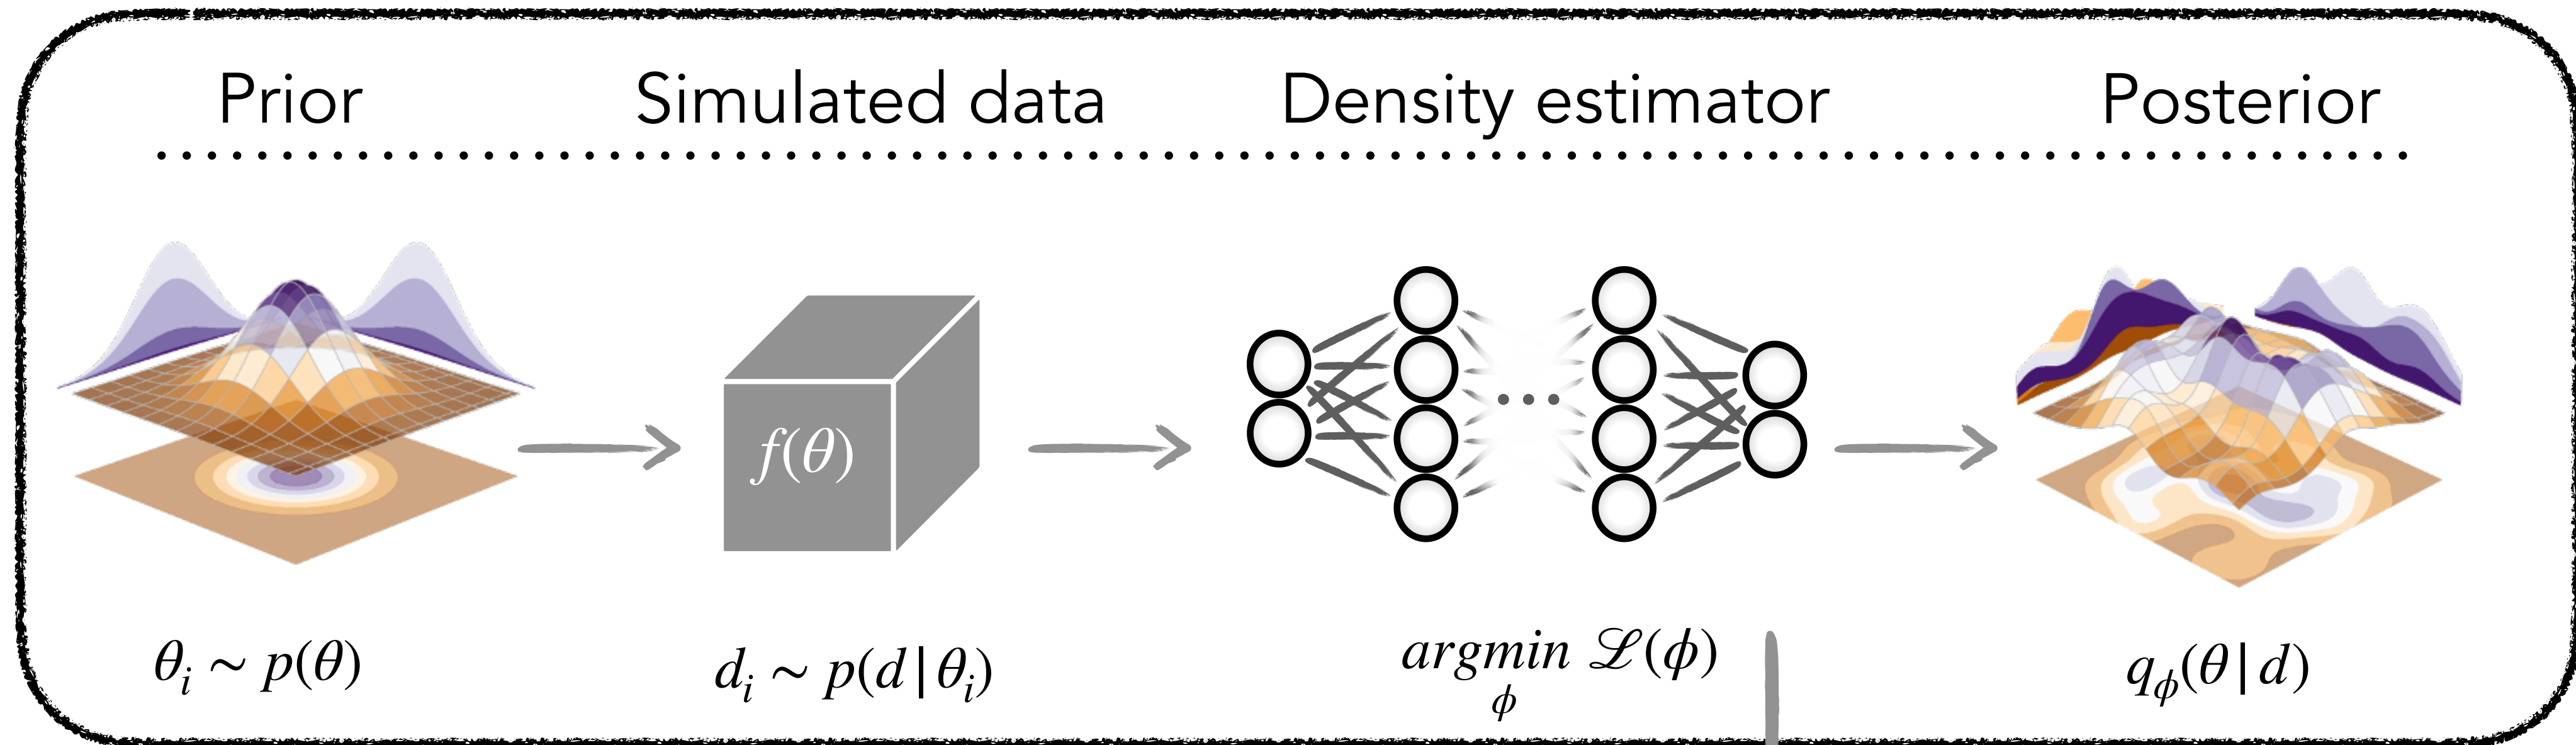 Prior Simulated data Density estimator Posterior
f(θ)
...
θ_i ∼ p(θ) d_i ∼ p(d|θ_i) argmin ℒ(ϕ) q_ϕ(θ|d)
ϕ